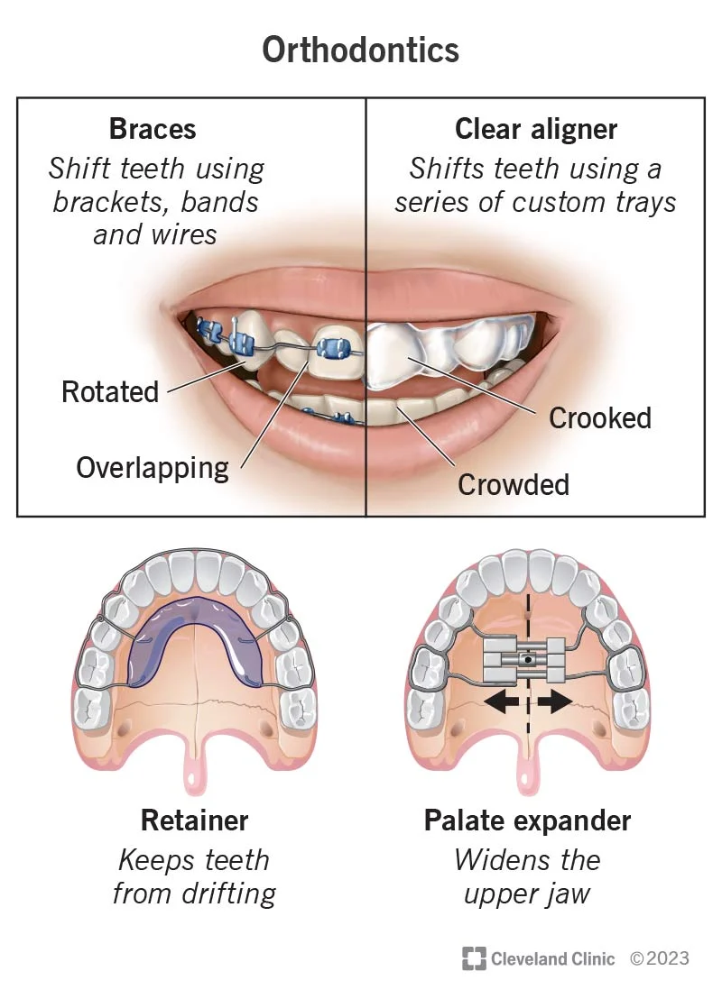 Orthodontics
Braces
Shift teeth using
brackets, bands
and wires
Clear aligner
Shifts teeth using a
series of custom trays
Rotated
Overlapping
Crooked
Crowded
Retainer
Keeps teeth
from drifting
Palate expander
Widens the
upper jaw
Cleveland Clinic ©2023